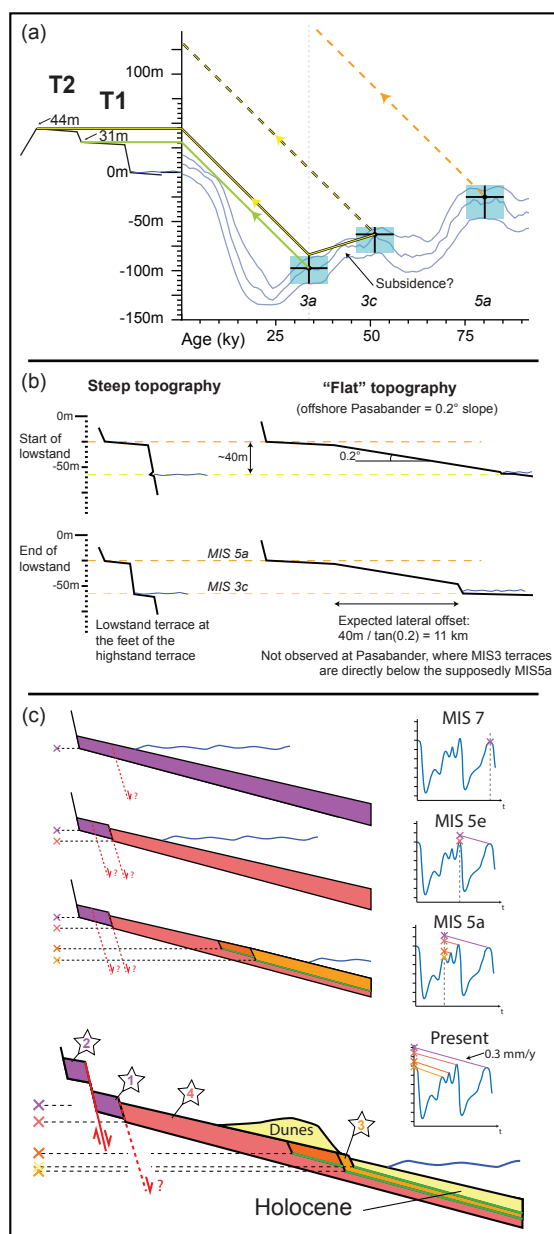 (a)
100m
T2
T1
44m
50m
31m
0m
-50m
-100m
Subsidence?
3a
3c
5a
-150m
Age (ky)
25
50
75
(b)
Steep topography
“Flat” topography
(offshore Pasabander = 0.2° slope)
0m
Start of
lowstand
-50m
~40m
0.2°
0m
End of
lowstand
MIS 5a
-50m
MIS 3c
Lowstand terrace at
the feet of the
highstand terrace
Expected lateral offset:
40m / tan(0.2) = 11 km
Not observed at Pasabander, where MIS3 terraces
are directly below the supposedly MIS5a
(c)
MIS 7
?
t
MIS 5e
? ?
t
MIS 5a
? ?
t
Present
0.3 mm/y
t
2
1
4
Dunes
3
?
Holocene